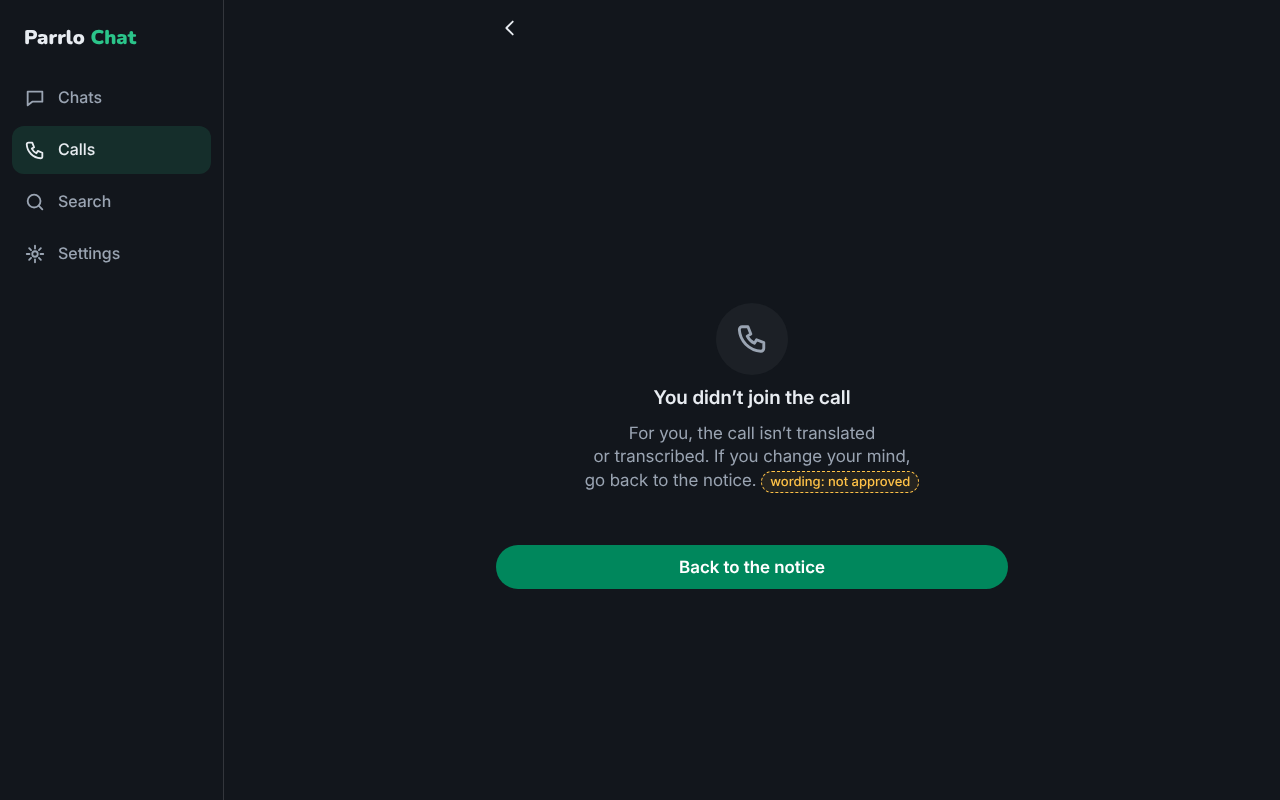 Parrlo Chat
Chats
Calls
Search
Settings
You didn’t join the call
For you, the call isn’t translated
or transcribed. If you change your mind,
go back to the notice. wording: not approved
Back to the notice